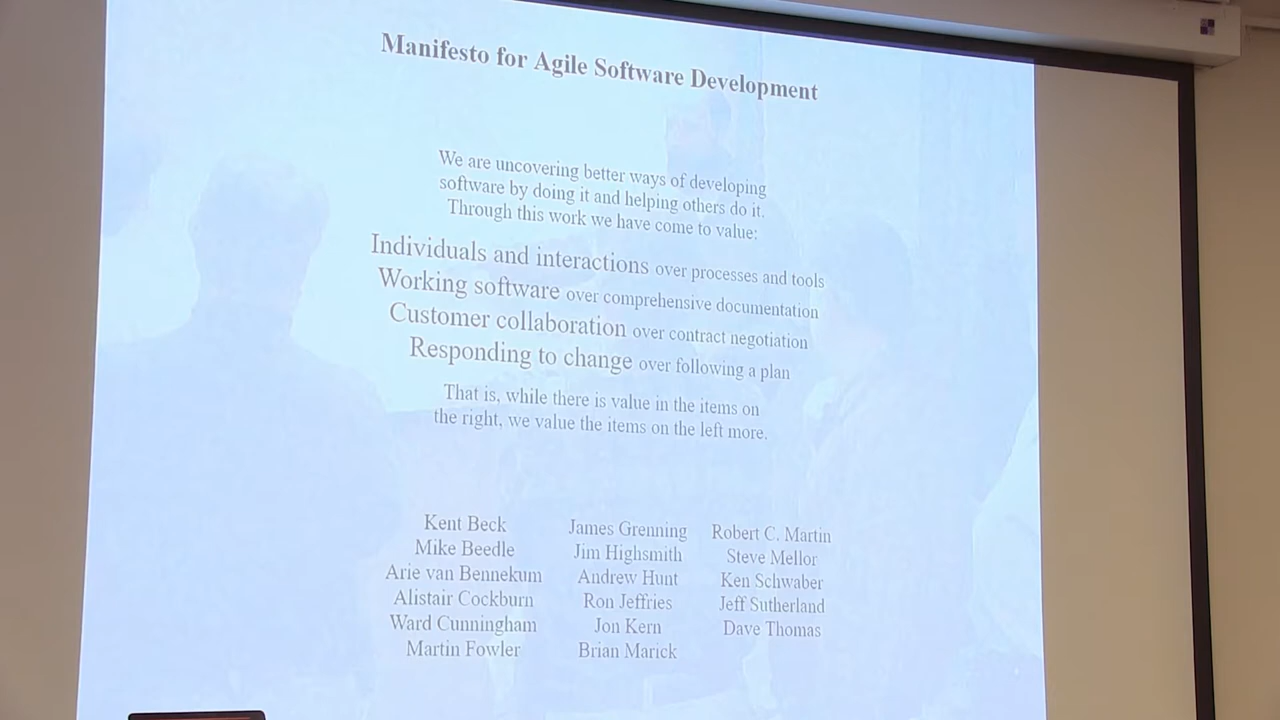 Manifesto for Agile Software Development
We are uncovering better ways of developing
software by doing it and helping others do it.
Through this work we have come to value:
Individuals and interactions over processes and tools
Working software over comprehensive documentation
Customer collaboration over contract negotiation
Responding to change over following a plan
That is, while there is value in the items on
the right, we value the items on the left more.
Kent Beck
Mike Beedle
Arie van Bennekum
Alistair Cockburn
Ward Cunningham
Martin Fowler
James Grenning
Jim Highsmith
Andrew Hunt
Ron Jeffries
Jon Kern
Brian Marick
Robert C. Martin
Steve Mellor
Ken Schwaber
Jeff Sutherland
Dave Thomas